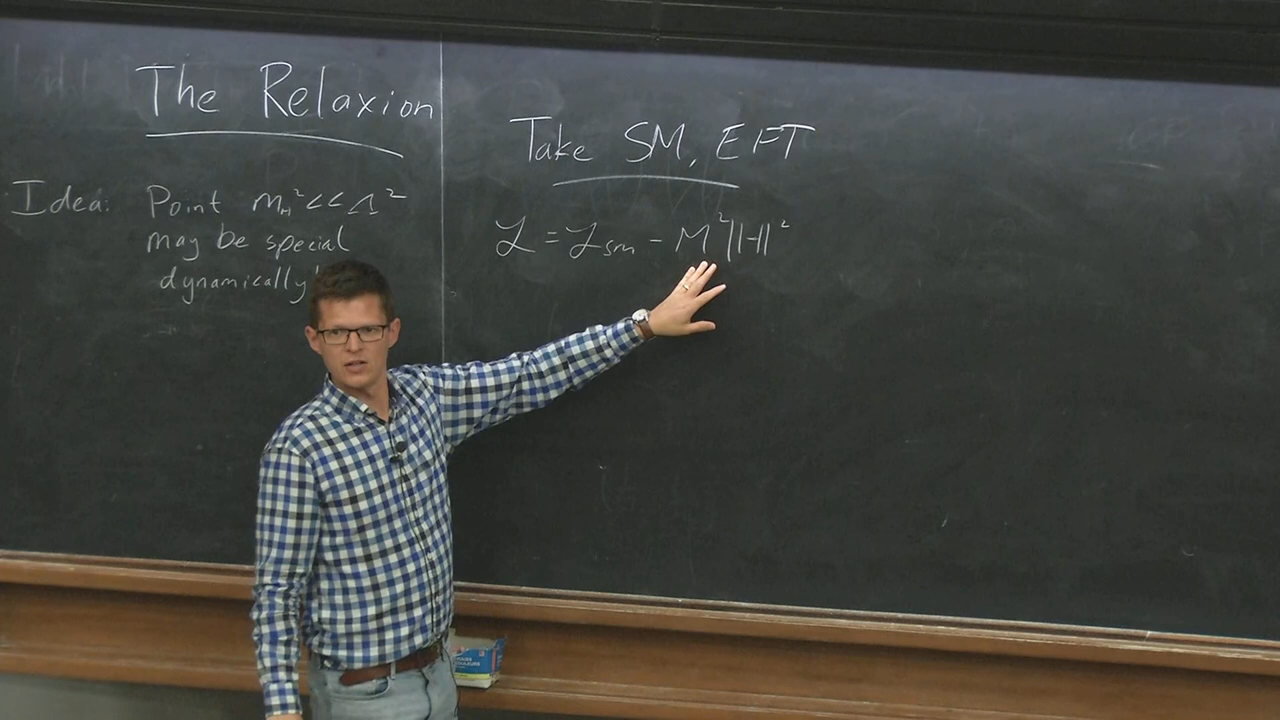 The Relaxion
Idea: Point m_H² << Λ²
may be special
dynamically!
Take SM, EFT
ℒ = ℒ_SM − M²|H|²